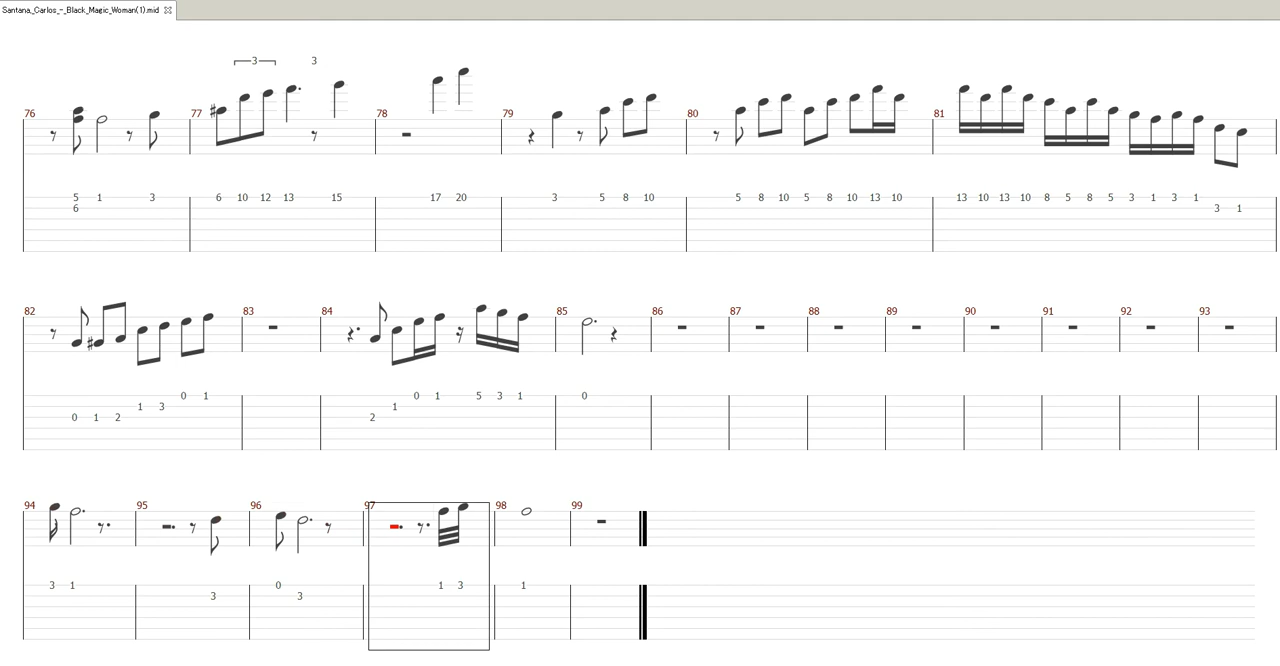 Santana,_Carlos_-_Black_Magic_Woman(1).mid
3 3
76 77 78 79 80 81
5 1 3 6 10 12 13 15 17 20 3 5 8 10 5 8 10 5 8 10 13 10 13 10 13 10 8 5 8 5 3 1 3 1
6 3 1
82 83 84 85 86 87 88 89 90 91 92 93
0 1 0 1 5 3 1 0
1 3 1
0 1 2 2
94 95 96 97 98 99
3 1 0 1 3 1
3 3